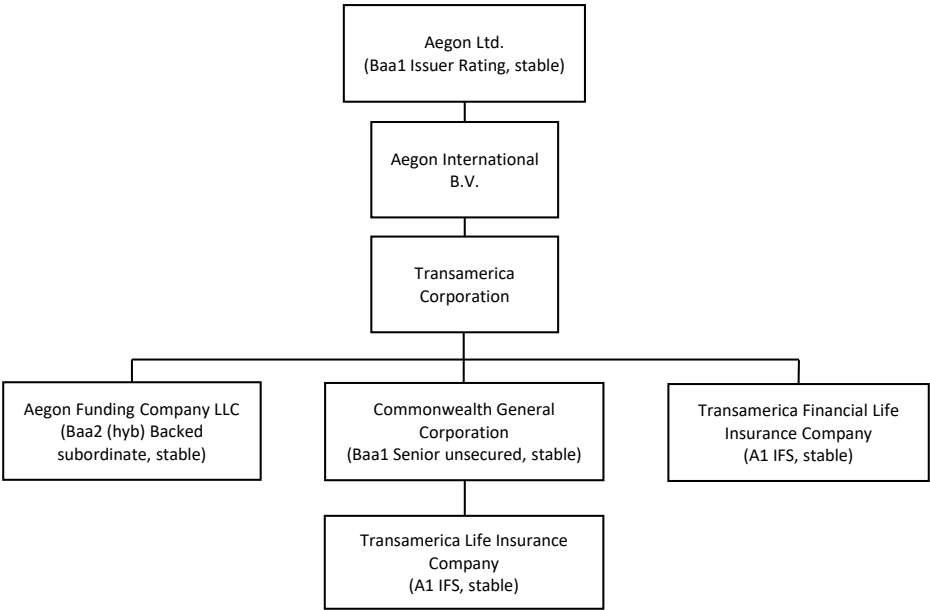 Aegon Ltd.
(Baa1 Issuer Rating, stable)
Aegon International
B.V.
Transamerica
Corporation
Aegon Funding Company LLC
(Baa2 (hyb) Backed
subordinate, stable)
Commonwealth General
Corporation
(Baa1 Senior unsecured, stable)
Transamerica Financial Life
Insurance Company
(A1 IFS, stable)
Transamerica Life Insurance
Company
(A1 IFS, stable)